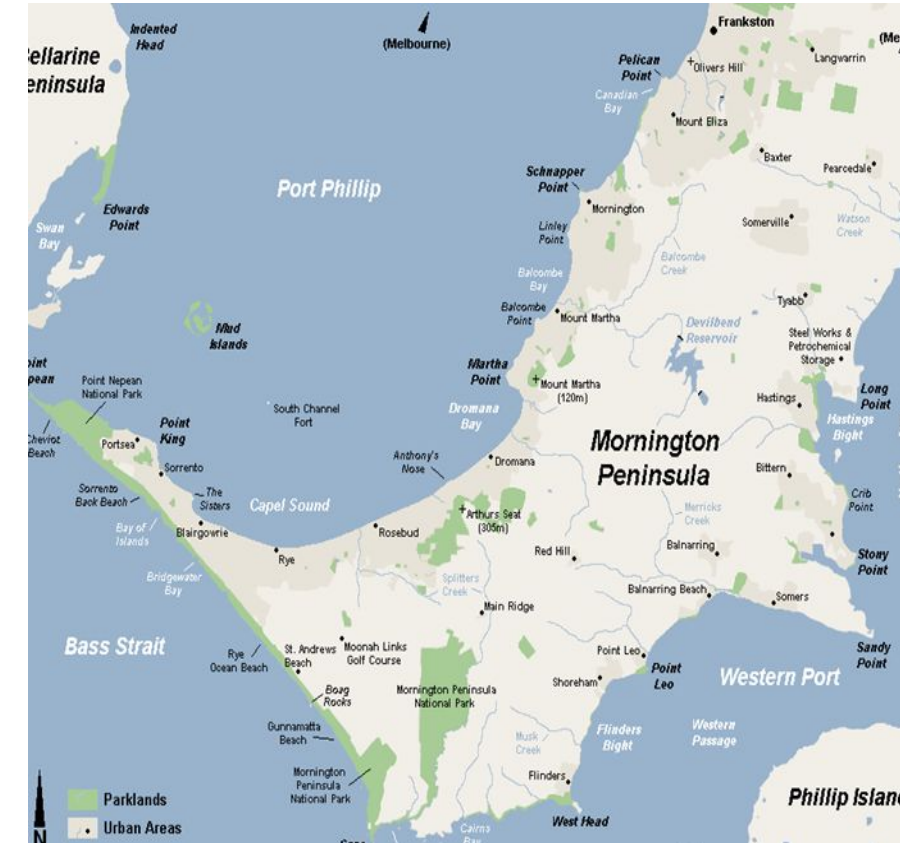 Indented
Head
(Melbourne)
Frankston
(Me
Bellarine
Peninsula
Pelican
Point
Olivers Hill
Langwarrin
Canadian
Bay
Mount Eliza
Baxter
Pearcedale
Schnapper
Point
Port Phillip
Edwards
Point
Mornington
Swan
Bay
Linley
Point
Somerville
Watson
Creek
Balcombe
Creek
Balcombe
Bay
Tyabb
Balcombe
Point
Mount Martha
Mud
Islands
Devilbend
Reservoir
Steel Works &
Petrochemical
Storage
Martha
Point
Mount Martha
(120m)
Point Nepean
National Park
South Channel
Fort
Dromana
Bay
Hastings
Long
Point
Hastings
Bight
Point
King
Portsea
Cheviot
Beach
Mornington
Peninsula
Anthony's
Nose
Dromana
Sorrento
Bittern
Sorrento
Back Beach
The
Sisters
Capel Sound
Crib
Point
Bay of
Islands
Blairgowrie
Rosebud
Arthurs Seat
(305m)
Merricks
Creek
Rye
Red Hill
Balnarring
Stony
Point
Bridgewater
Bay
Splitters
Creek
Balnarring Beach
Somers
Main Ridge
Bass Strait
Rye
Ocean Beach
St. Andrews
Beach
Moonah Links
Golf Course
Point Leo
Point
Leo
Sandy
Point
Western Port
Shoreham
Boag
Rocks
Mornington Peninsula
National Park
Gunnamatta
Beach
Musk
Creek
Flinders
Bight
Western
Passage
Mornington
Peninsula
National Park
Flinders
Phillip Islan
Parklands
Urban Areas
N
West Head
Cairns